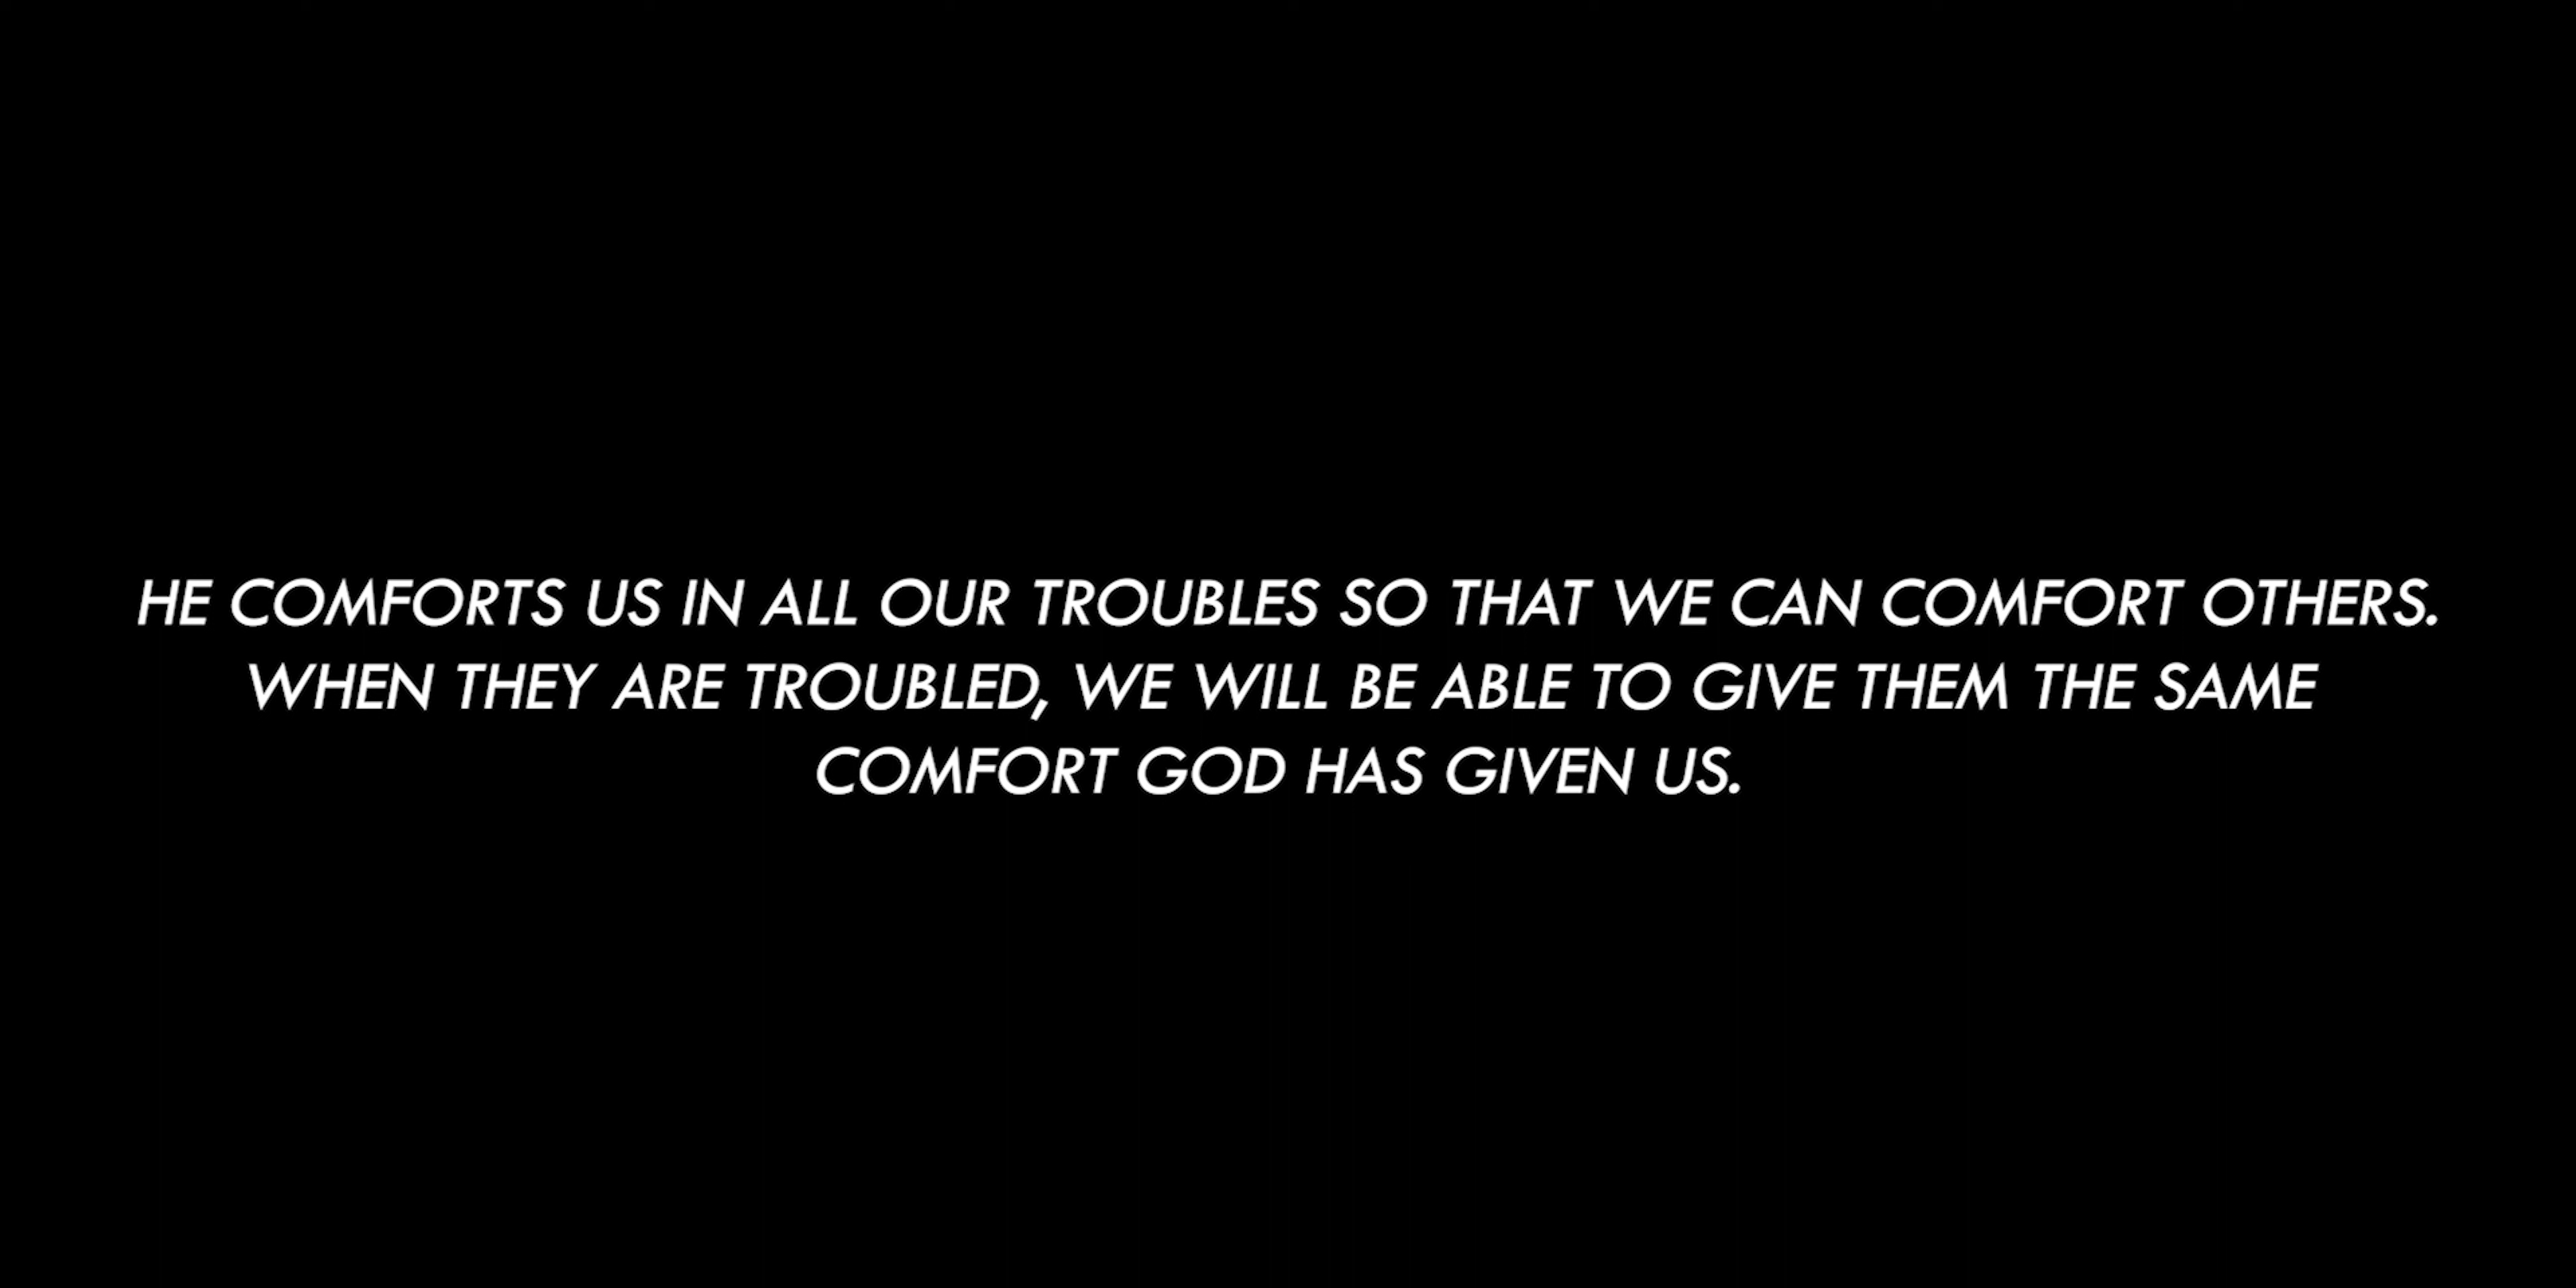 HE COMFORTS US IN ALL OUR TROUBLES SO THAT WE CAN COMFORT OTHERS.
WHEN THEY ARE TROUBLED, WE WILL BE ABLE TO GIVE THEM THE SAME
COMFORT GOD HAS GIVEN US.